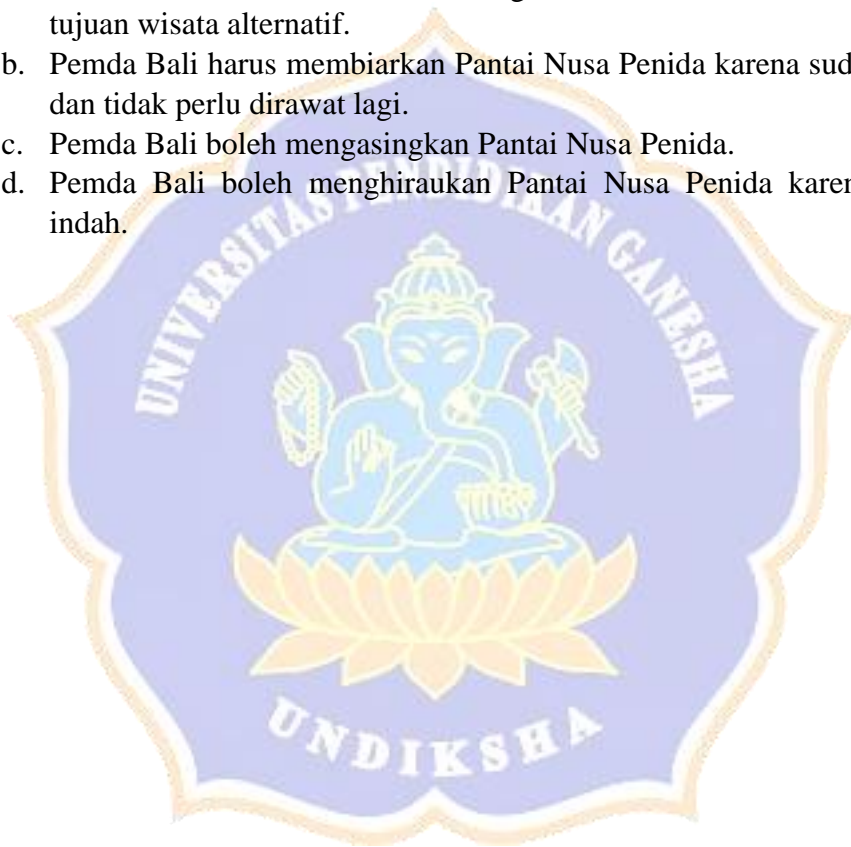 tujuan wisata alternatif.
b. Pemda Bali harus membiarkan Pantai Nusa Penida karena sud
dan tidak perlu dirawat lagi.
c. Pemda Bali boleh mengasingkan Pantai Nusa Penida.
d. Pemda Bali boleh menghiraukan Pantai Nusa Penida karen
indah.
UNIVERSITAS PENDIDIKAN GANESHA
UNDIKSHA